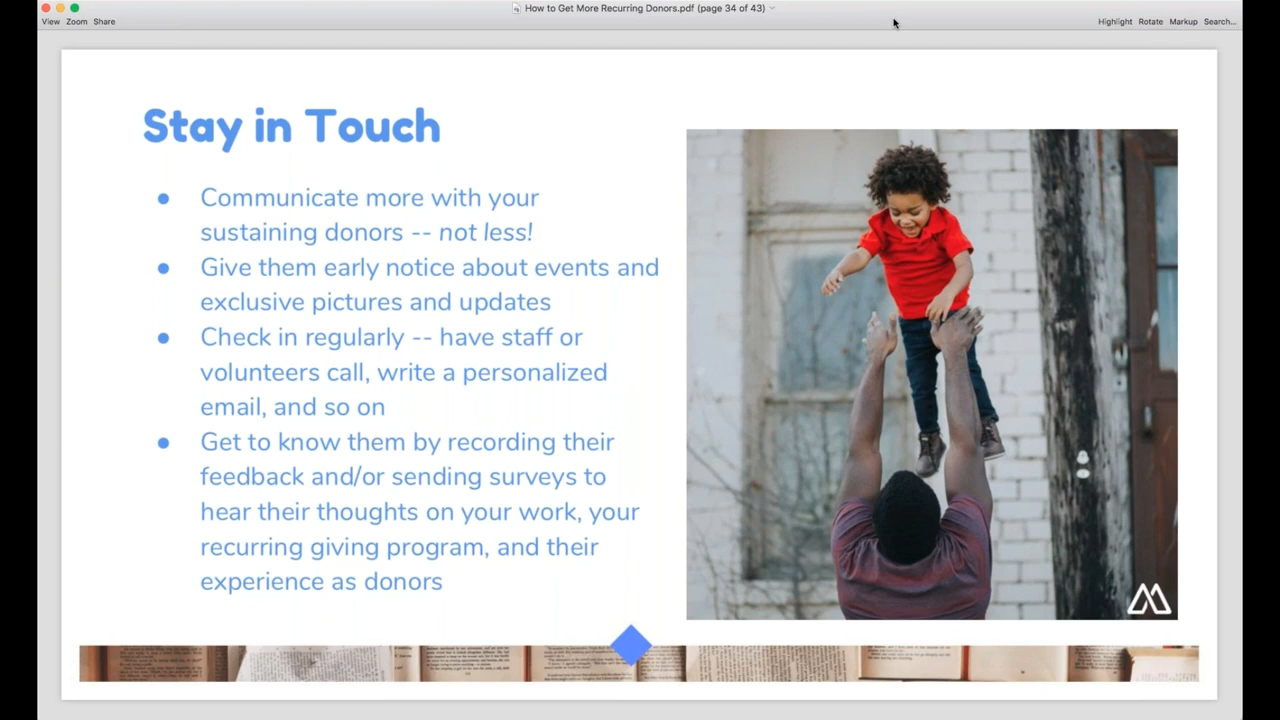 How to Get More Recurring Donors.pdf (page 34 of 43)
View Zoom Share
Highlight Rotate Markup Search...
Stay in Touch
● Communicate more with your
sustaining donors -- not less!
● Give them early notice about events and
exclusive pictures and updates
● Check in regularly -- have staff or
volunteers call, write a personalized
email, and so on
● Get to know them by recording their
feedback and/or sending surveys to
hear their thoughts on your work, your
recurring giving program, and their
experience as donors